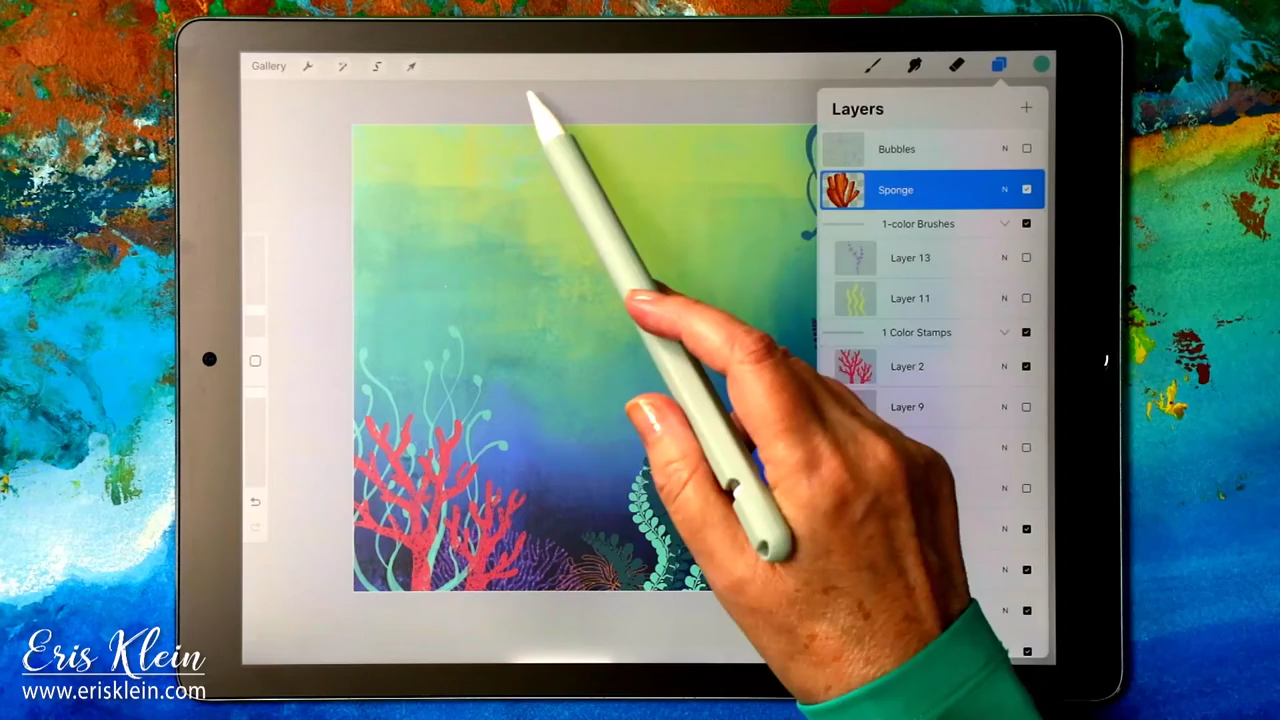 Gallery
Layers
Bubbles N
Sponge N
1-color Brushes
Layer 13 N
Layer 11 N
1 Color Stamps
Layer 2 N
Layer 9 N
N
N
N
N
N
Eris Klein
www.erisklein.com